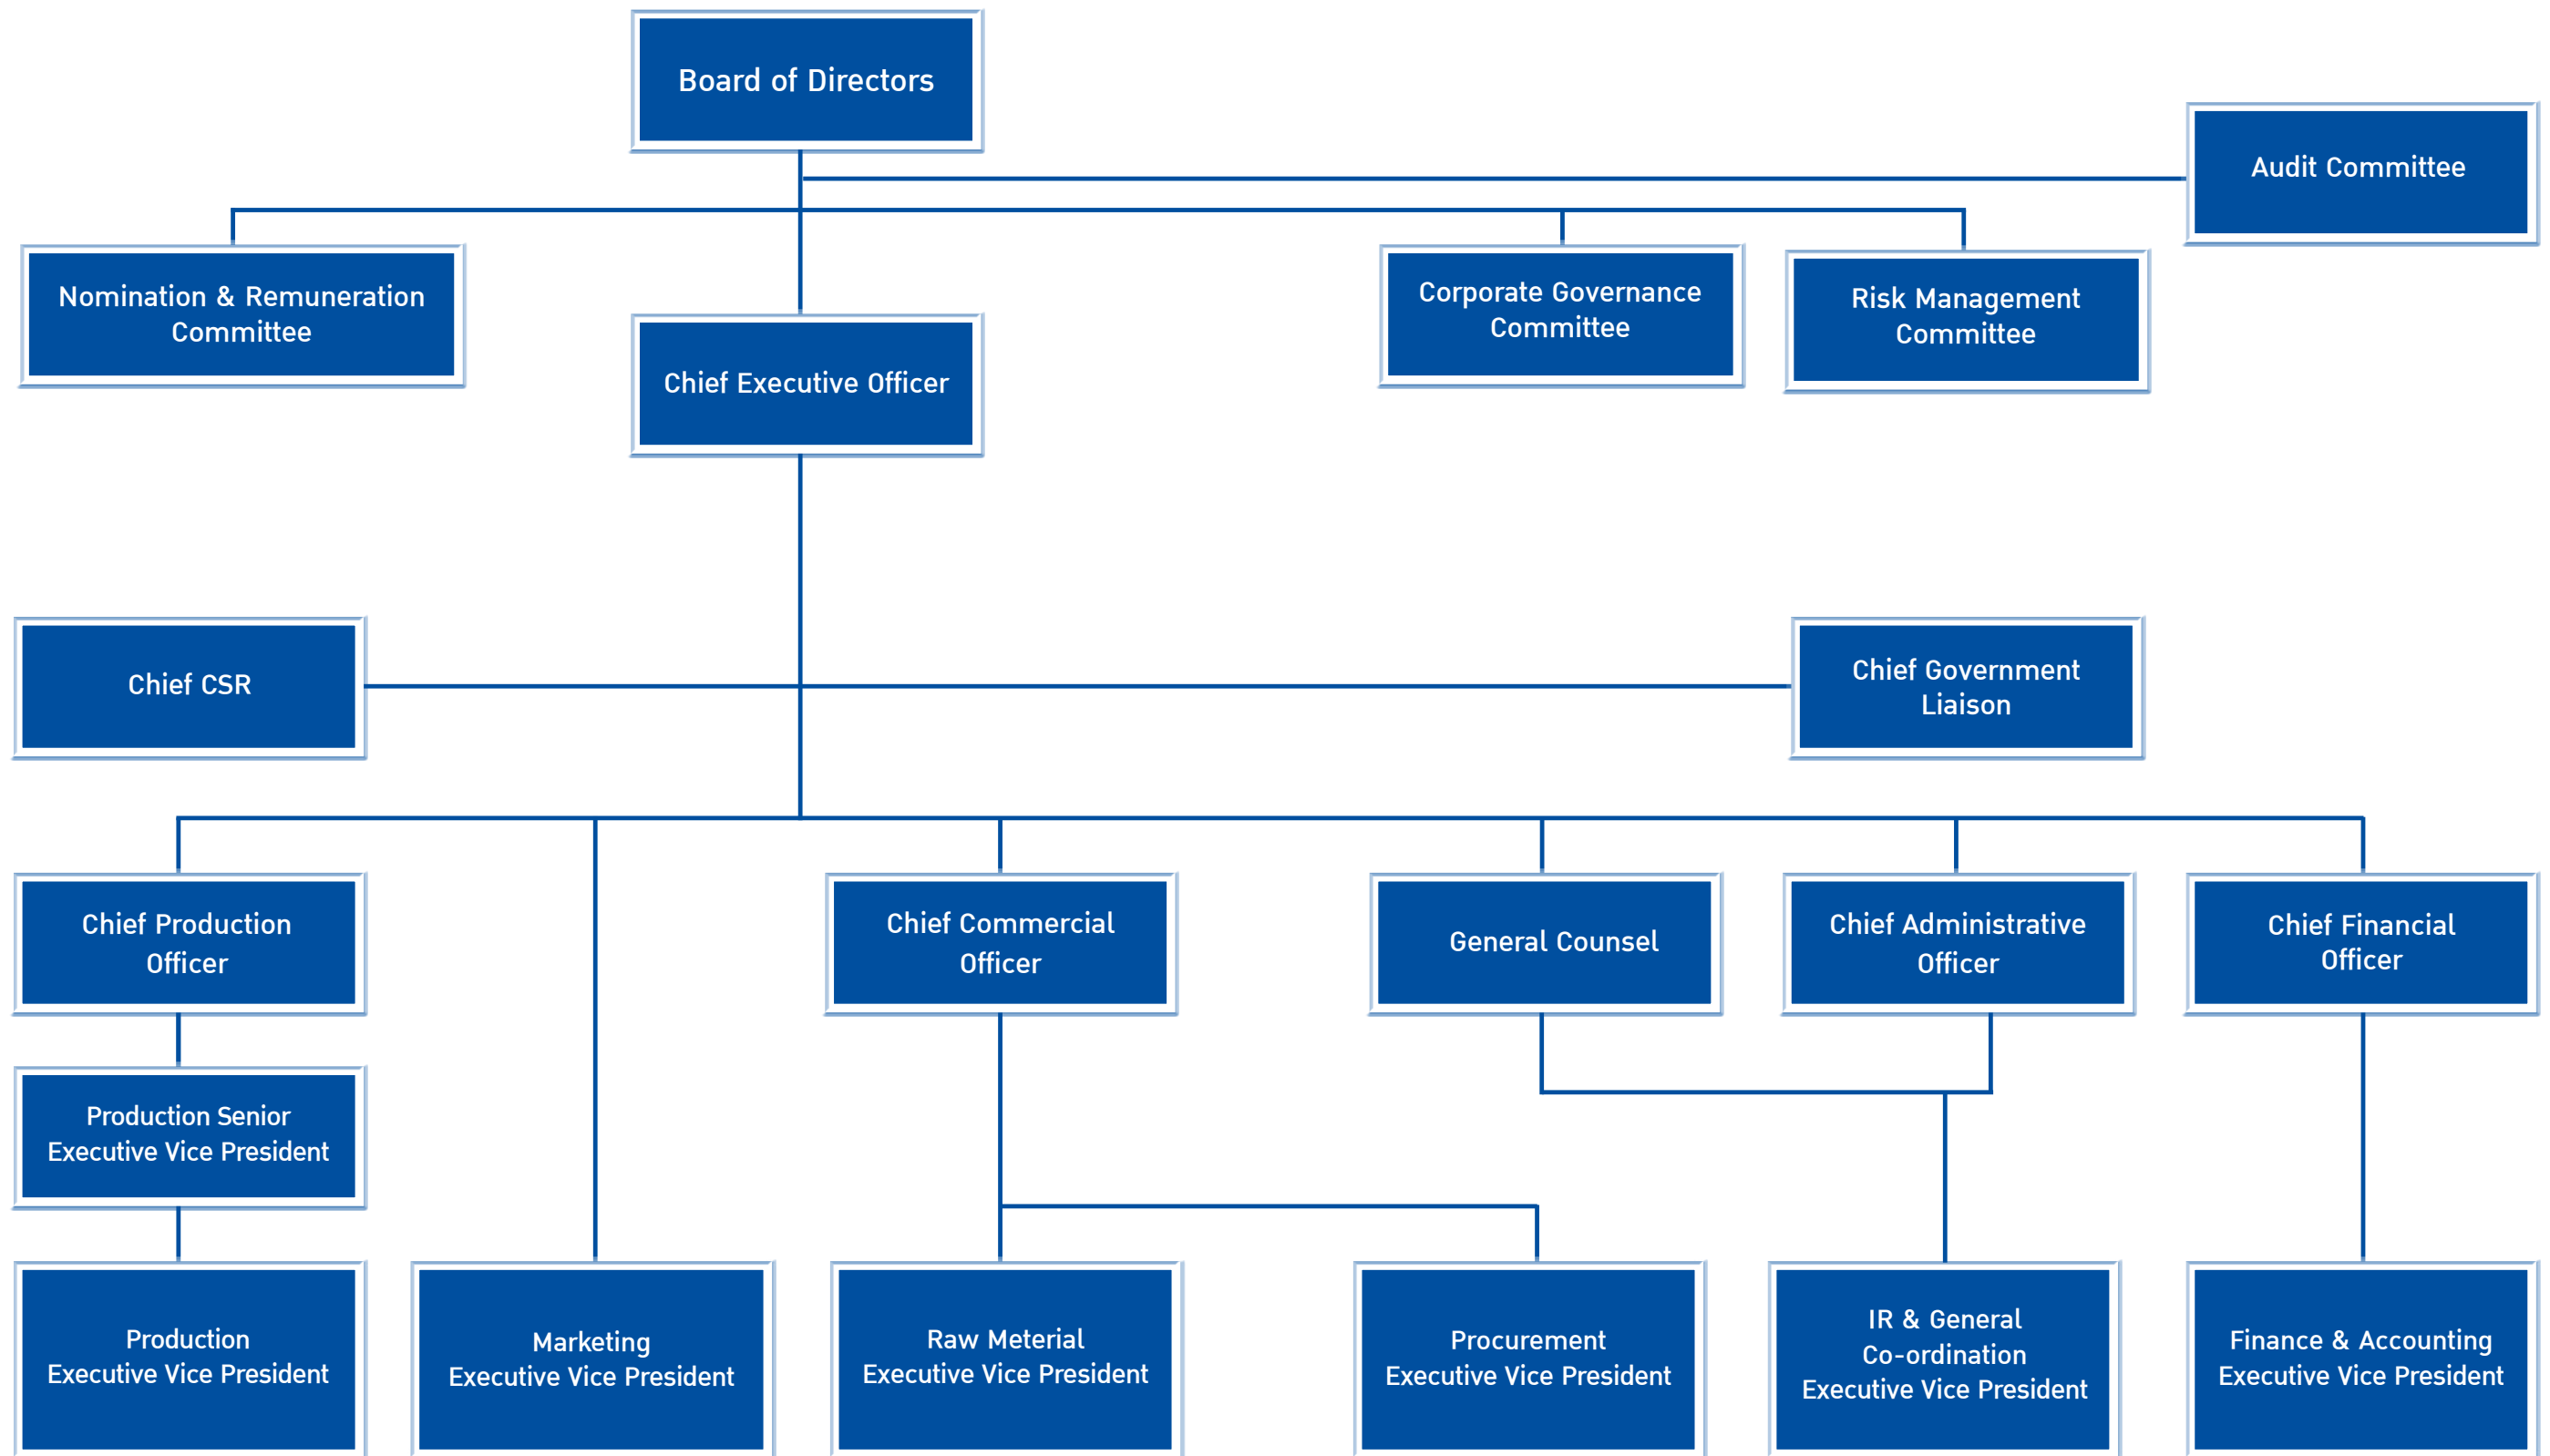 Board of Directors
Audit Committee
Nomination & Remuneration
Committee
Corporate Governance
Committee
Risk Management
Committee
Chief Executive Officer
Chief CSR
Chief Government
Liaison
Chief Production
Officer
Chief Commercial
Officer
General Counsel
Chief Administrative
Officer
Chief Financial
Officer
Production Senior
Executive Vice President
Production
Executive Vice President
Marketing
Executive Vice President
Raw Meterial
Executive Vice President
Procurement
Executive Vice President
IR & General
Co-ordination
Executive Vice President
Finance & Accounting
Executive Vice President